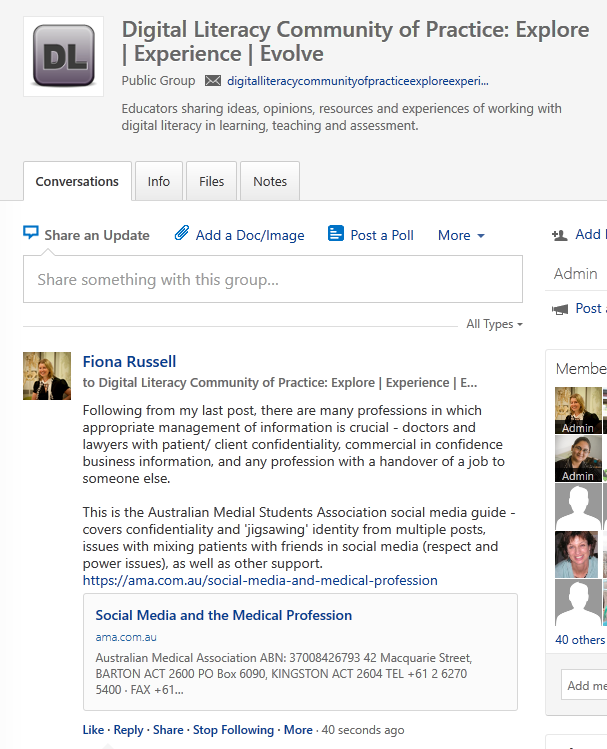 DL
Digital Literacy Community of Practice: Explore
| Experience | Evolve
Public Group digitalliteracycommunityofpracticeexploreexperi...
Educators sharing ideas, opinions, resources and experiences of working with
digital literacy in learning, teaching and assessment.
Conversations Info Files Notes
Share an Update Add a Doc/Image Post a Poll More
Share something with this group...
All Types
Fiona Russell
to Digital Literacy Community of Practice: Explore | Experience | E...
Following from my last post, there are many professions in which
appropriate management of information is crucial - doctors and
lawyers with patient/ client confidentiality, commercial in confidence
business information, and any profession with a handover of a job to
someone else.
This is the Australian Medial Students Association social media guide -
covers confidentiality and 'jigsawing' identity from multiple posts,
issues with mixing patients with friends in social media (respect and
power issues), as well as other support.
https://ama.com.au/social-media-and-medical-profession
Social Media and the Medical Profession
ama.com.au
Australian Medical Association ABN: 37008426793 42 Macquarie Street,
BARTON ACT 2600 PO Box 6090, KINGSTON ACT 2604 TEL +61 2 6270
5400 · FAX +61...
Like · Reply · Share · Stop Following · More · 40 seconds ago
Add
Admin
Post
Membe
Admin
Admin
40 others
Add me